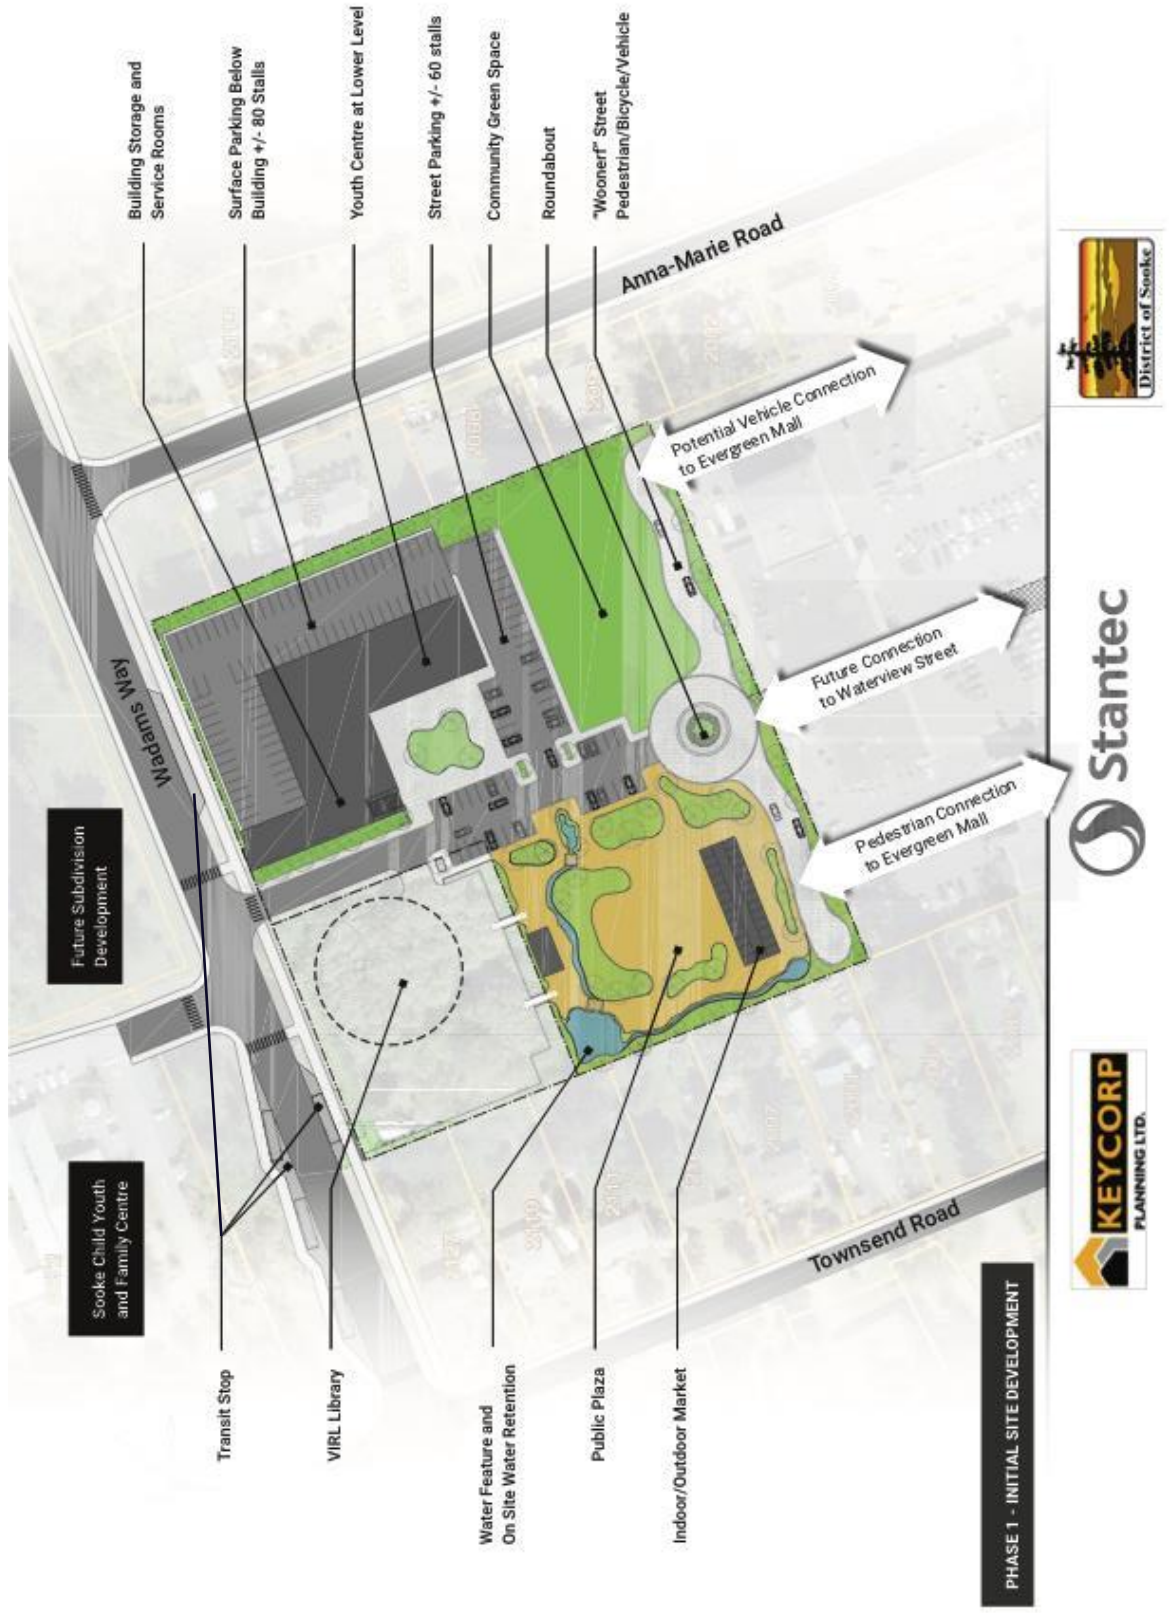 Future Subdivision
Development
Sooke Child Youth
and Family Centre
Wadams Way
Building Storage and
Service Rooms
Surface Parking Below
Building +/- 80 Stalls
Youth Centre at Lower Level
Street Parking +/- 60 stalls
Community Green Space
Roundabout
"Woonerf" Street
Pedestrian/Bicycle/Vehicle
Transit Stop
VIRL Library
Water Feature and
On Site Water Retention
Public Plaza
Indoor/Outdoor Market
Anna-Marie Road
Townsend Road
Pedestrian Connection
to Evergreen Mall
Future Connection
to Waterview Street
Potential Vehicle Connection
to Evergreen Mall
PHASE 1 - INITIAL SITE DEVELOPMENT
KEYCORP
PLANNING LTD.
Stantec
District of Sooke